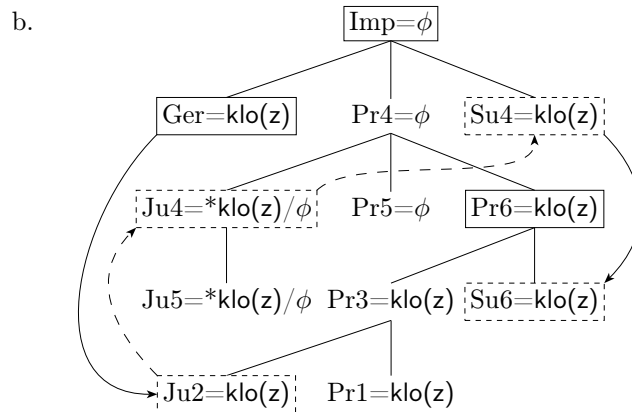 b.
Imp=ϕ
Ger=klo(z) Pr4=ϕ Su4=klo(z)
Ju4=*klo(z)/ϕ Pr5=ϕ Pr6=klo(z)
Ju5=*klo(z)/ϕ Pr3=klo(z) Su6=klo(z)
Ju2=klo(z) Pr1=klo(z)